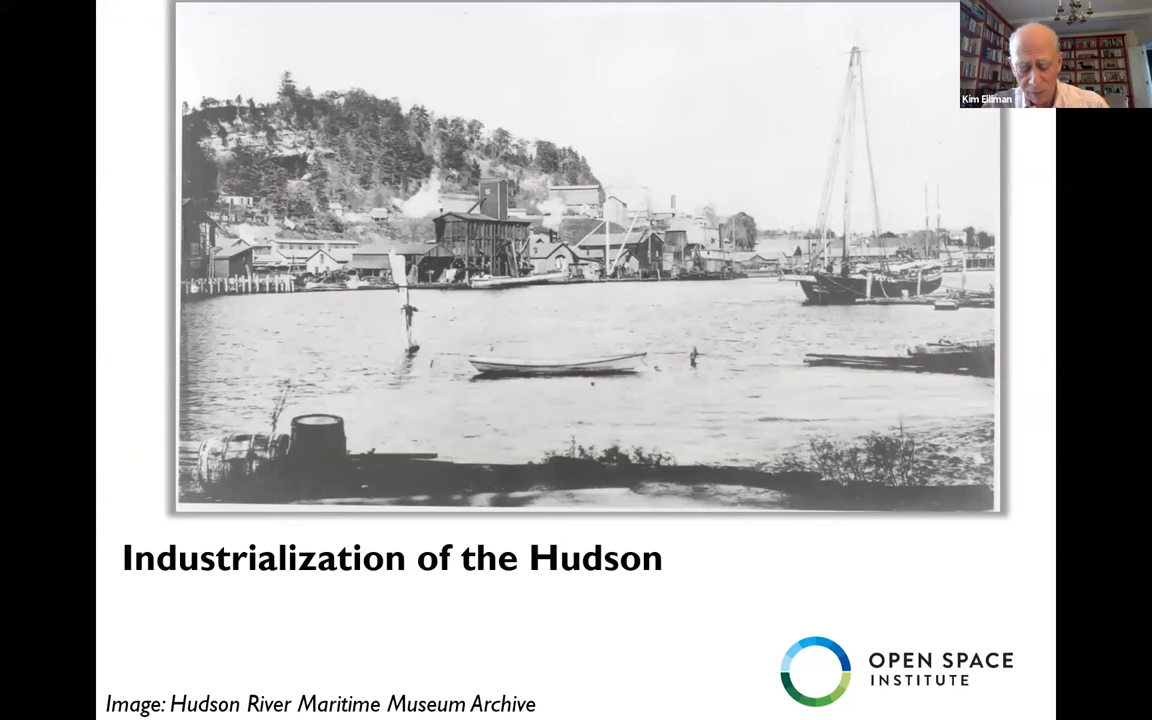 Kim Elliman
Industrialization of the Hudson
OPEN SPACE
INSTITUTE
Image: Hudson River Maritime Museum Archive